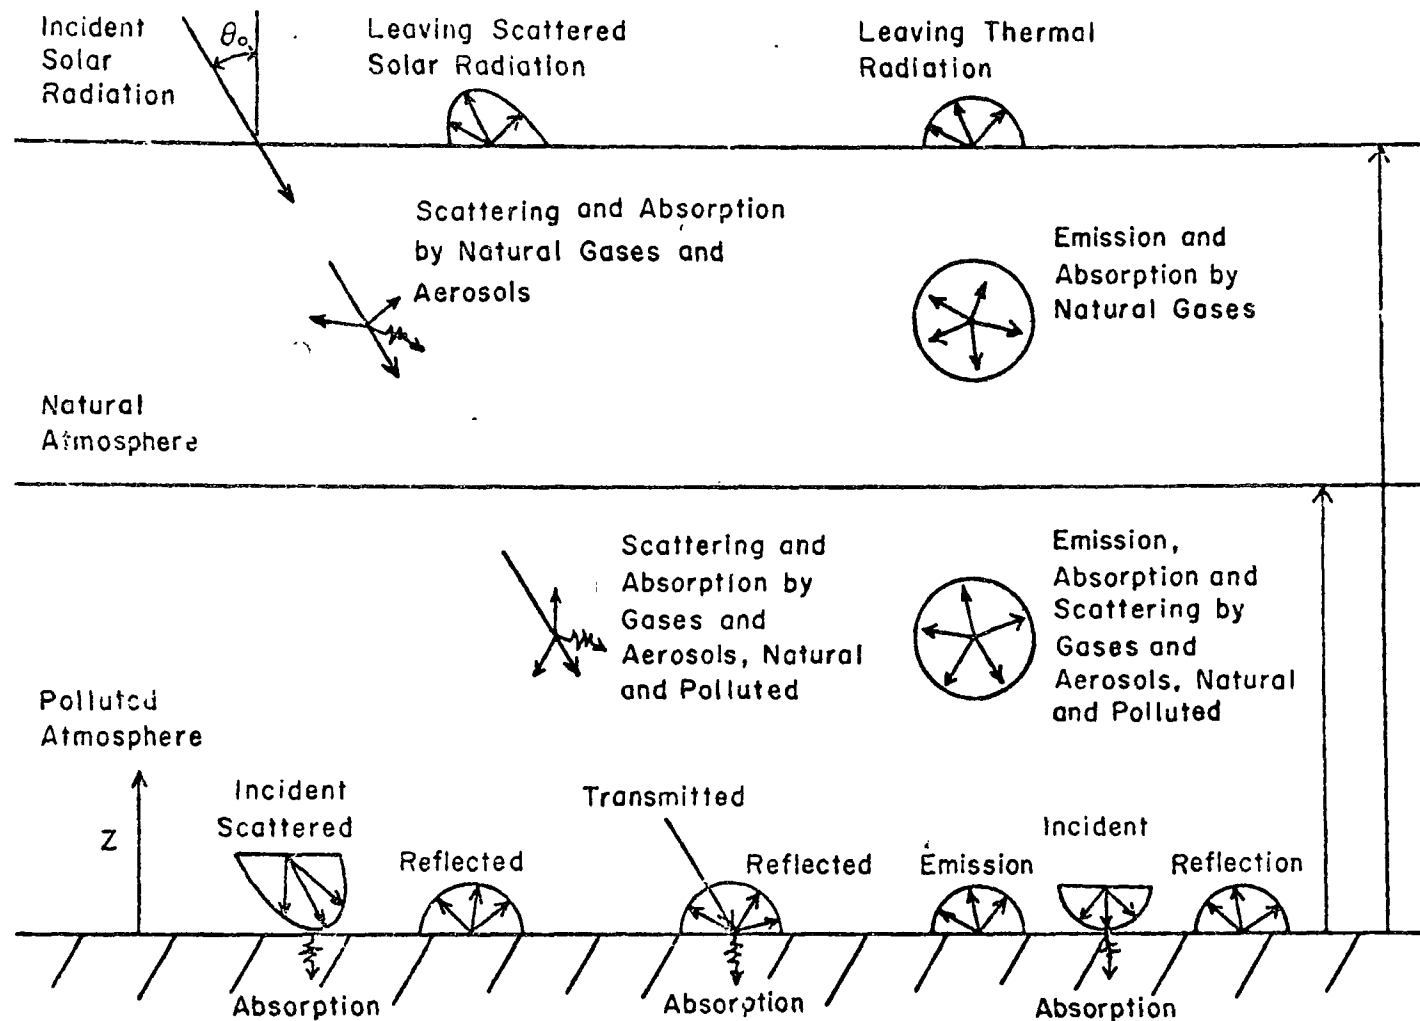 Incident
Solar
Radiation
θ₀
Leaving Scattered
Solar Radiation
Leaving Thermal
Radiation
Scattering and Absorption
by Natural Gases and
Aerosols
Emission and
Absorption by
Natural Gases
Natural
Atmosphere
Scattering and
Absorption by
Gases and
Aerosols, Natural
and Polluted
Emission,
Absorption and
Scattering by
Gases and
Aerosols, Natural
and Polluted
Polluted
Atmosphere
Z
Incident
Scattered
Reflected
Transmitted
Reflected
Emission
Incident
Reflection
Absorption
Absorption
Absorption